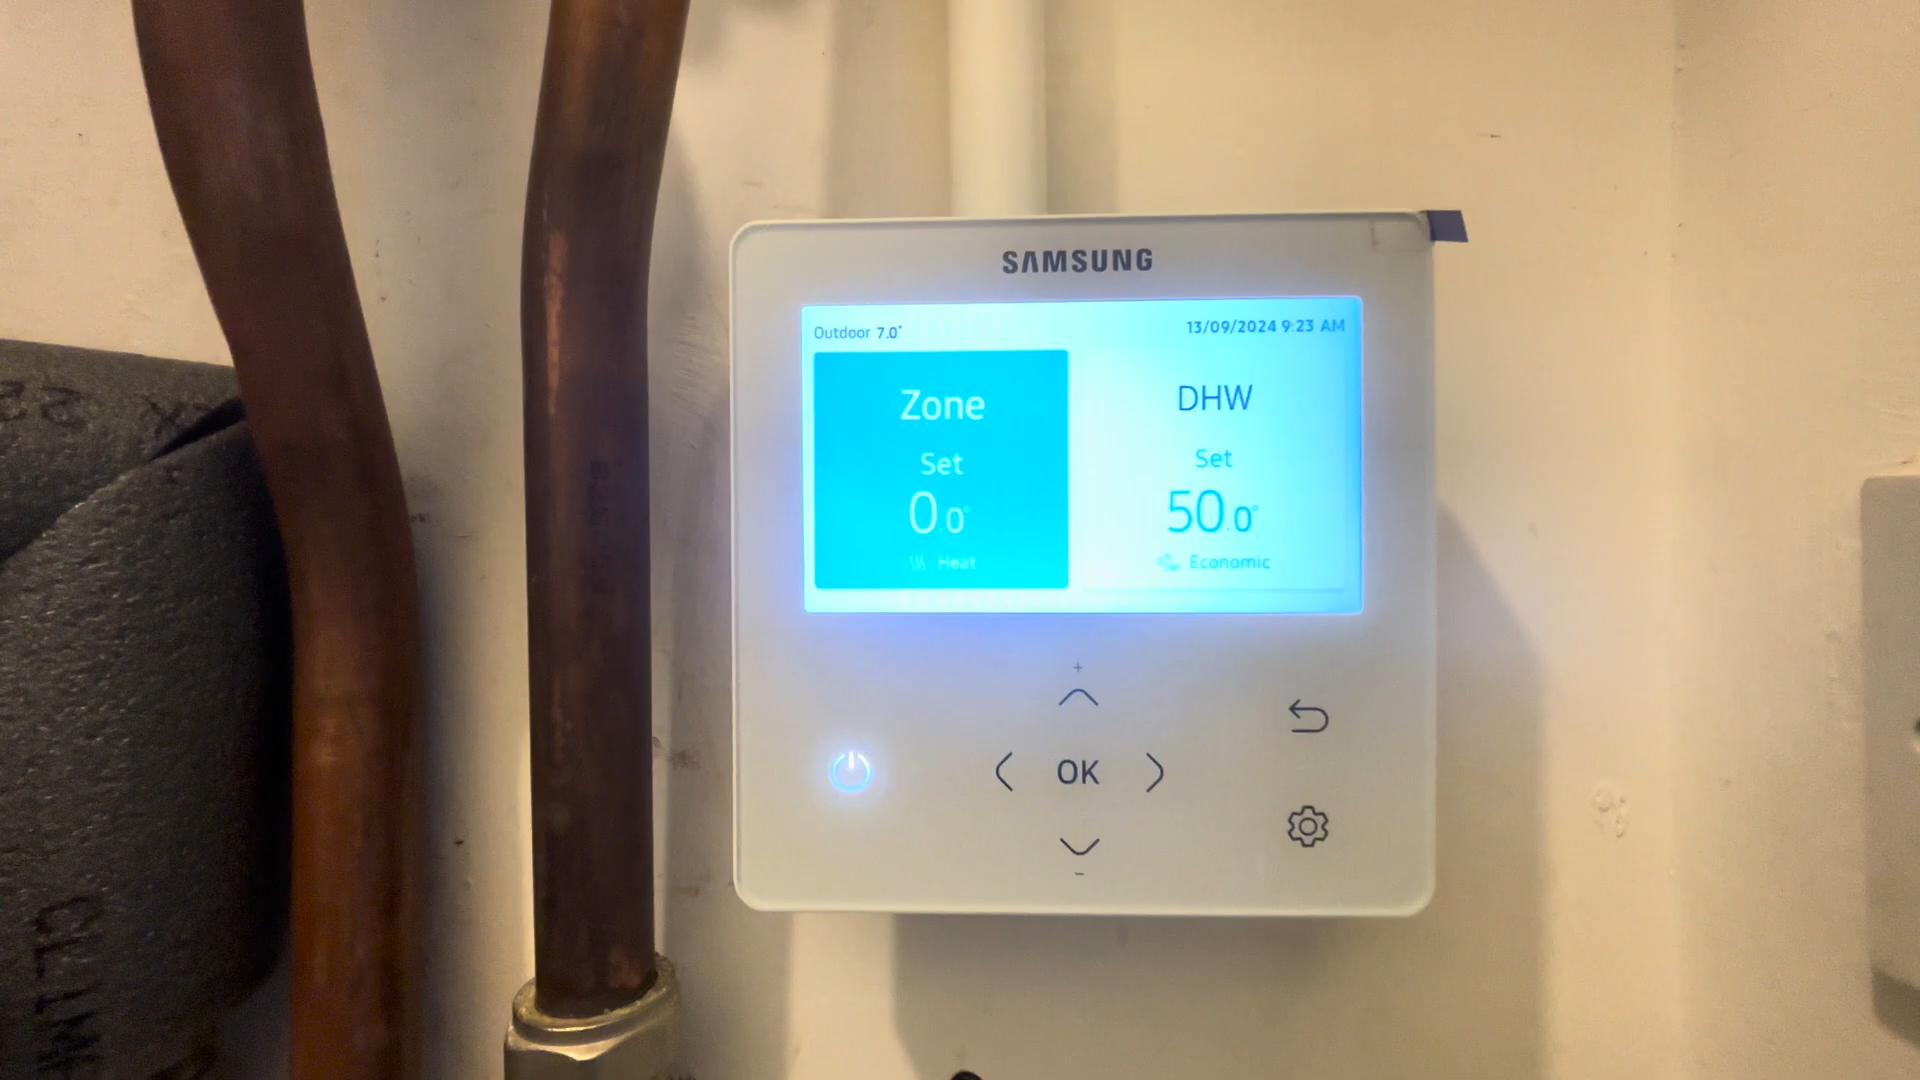 SAMSUNG
Outdoor 7.0°
13/09/2024 9:23 AM
Zone
Set
0.0°
Heat
DHW
Set
50.0°
Economic
+
OK
-